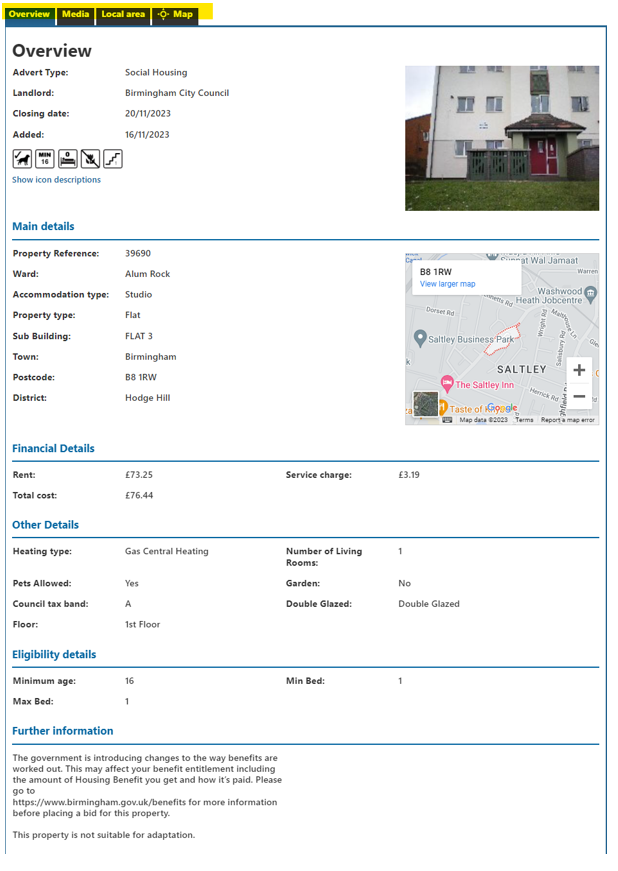 Overview Media Local area Map
Overview
Advert Type: Social Housing
Landlord: Birmingham City Council
Closing date: 20/11/2023
Added: 16/11/2023
MIN 16 0
Show icon descriptions
Main details
Property Reference: 39690
Ward: Alum Rock
Accommodation type: Studio
Property type: Flat
Sub Building: FLAT 3
Town: Birmingham
Postcode: B8 1RW
District: Hodge Hill
B8 1RW
View larger map
Wal Jamaat
Warren
Washwood
Heath Jobcentre
Dorset Rd
Wright Rd
Saltley Business Park
SALTLEY
The Saltley Inn
Herrick Rd
Taste of
Google
Map data ©2023 Terms Report a map error
Financial Details
Rent: £73.25 Service charge: £3.19
Total cost: £76.44
Other Details
Heating type: Gas Central Heating Number of Living Rooms: 1
Pets Allowed: Yes Garden: No
Council tax band: A Double Glazed: Double Glazed
Floor: 1st Floor
Eligibility details
Minimum age: 16 Min Bed: 1
Max Bed: 1
Further information
The government is introducing changes to the way benefits are
worked out. This may affect your benefit entitlement including
the amount of Housing Benefit you get and how it's paid. Please
go to
https://www.birmingham.gov.uk/benefits for more information
before placing a bid for this property.
This property is not suitable for adaptation.